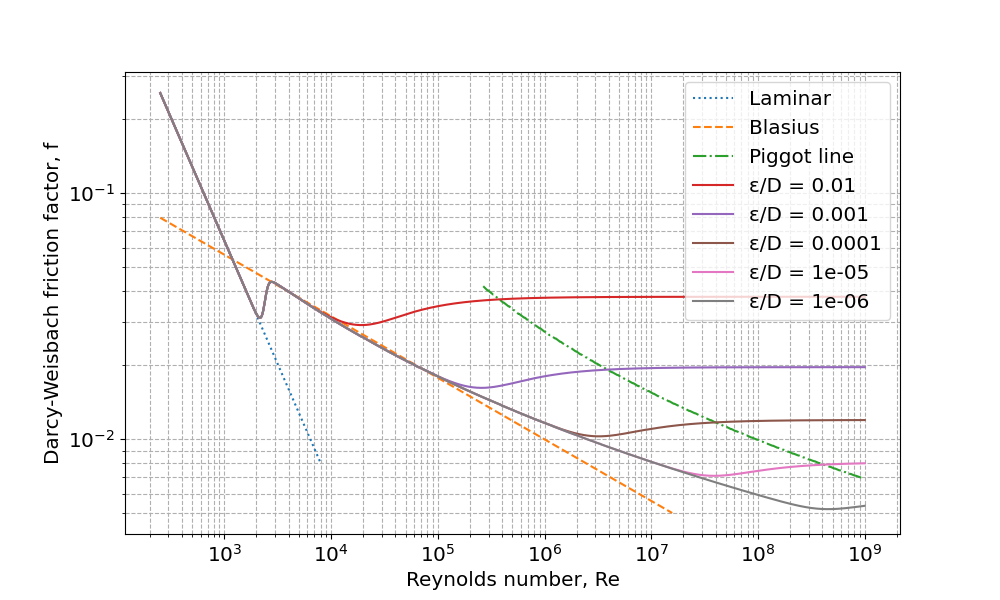 Darcy-Weisbach friction factor, f
10⁻¹
10⁻²
Laminar
Blasius
Piggot line
ε/D = 0.01
ε/D = 0.001
ε/D = 0.0001
ε/D = 1e-05
ε/D = 1e-06
10³ 10⁴ 10⁵ 10⁶ 10⁷ 10⁸ 10⁹
Reynolds number, Re